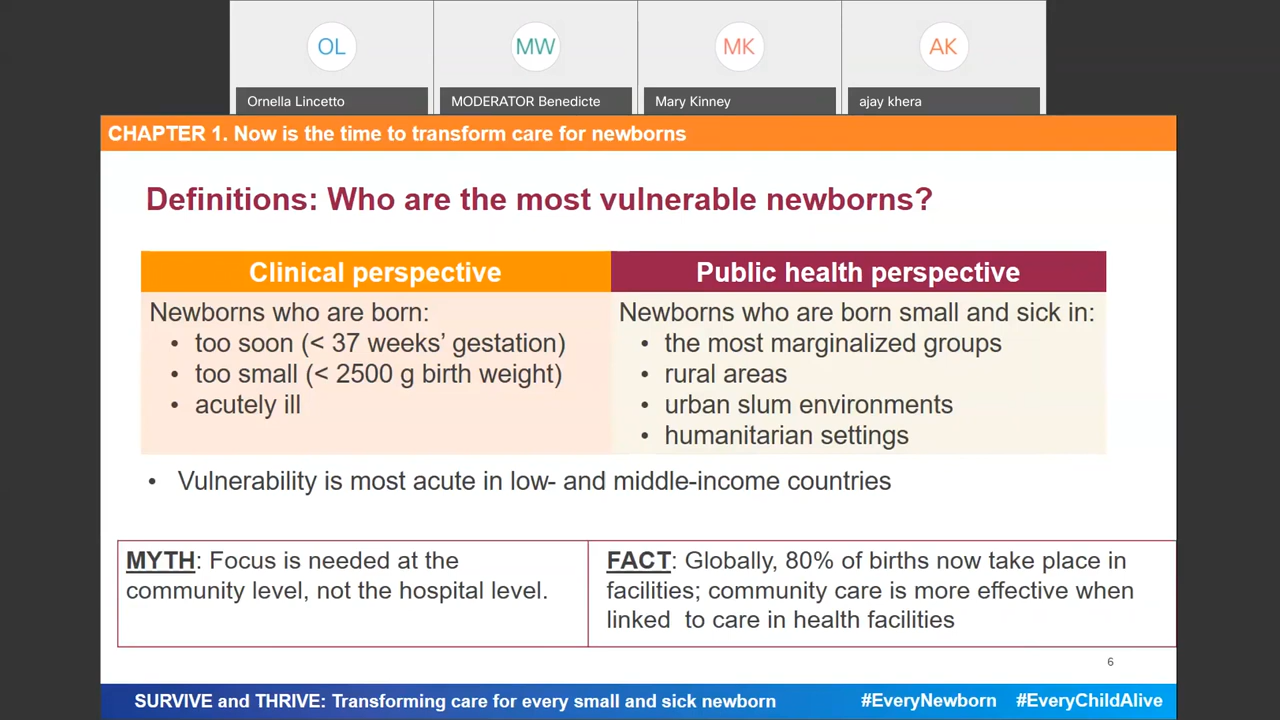 OL
MW
MK
AK
Ornella Lincetto
MODERATOR Benedicte
Mary Kinney
ajay khera
CHAPTER 1. Now is the time to transform care for newborns
Definitions: Who are the most vulnerable newborns?
Clinical perspective
Newborns who are born:
• too soon (< 37 weeks’ gestation)
• too small (< 2500 g birth weight)
• acutely ill
Public health perspective
Newborns who are born small and sick in:
• the most marginalized groups
• rural areas
• urban slum environments
• humanitarian settings
• Vulnerability is most acute in low- and middle-income countries
MYTH: Focus is needed at the
community level, not the hospital level.
FACT: Globally, 80% of births now take place in
facilities; community care is more effective when
linked to care in health facilities
6
SURVIVE and THRIVE: Transforming care for every small and sick newborn
#EveryNewborn #EveryChildAlive